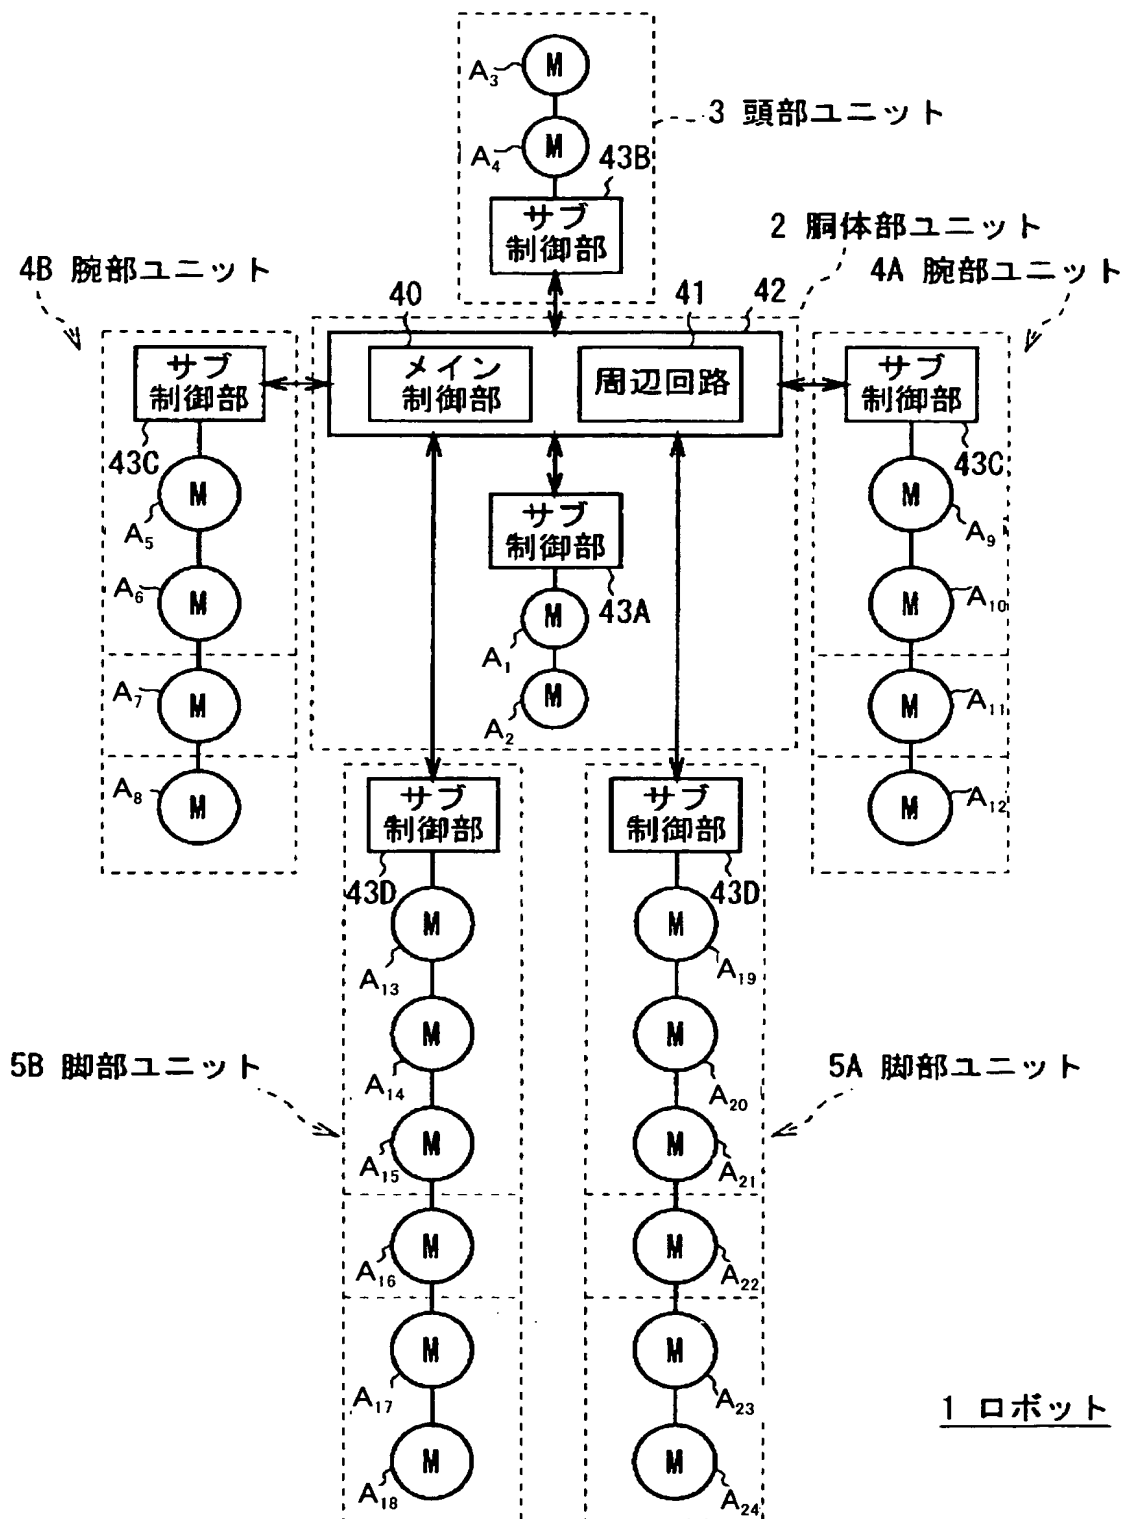 A3
M
3 頭部ユニット
A4
M
43B
サブ
制御部
2 胴体部ユニット
4B 腕部ユニット
4A 腕部ユニット
40
41
42
サブ
制御部
メイン
制御部
周辺回路
サブ
制御部
43C
43C
M
A5
サブ
制御部
M
A9
A6
M
M
43A
M
A10
A1
A7
M
M
A2
M
A11
A8
M
サブ
制御部
サブ
制御部
M
A12
43D
43D
M
A13
M
A19
M
A14
M
A20
5B 脚部ユニット
5A 脚部ユニット
M
A15
M
A21
M
A16
M
A22
M
A17
M
A23
1 ロボット
M
A18
M
A24